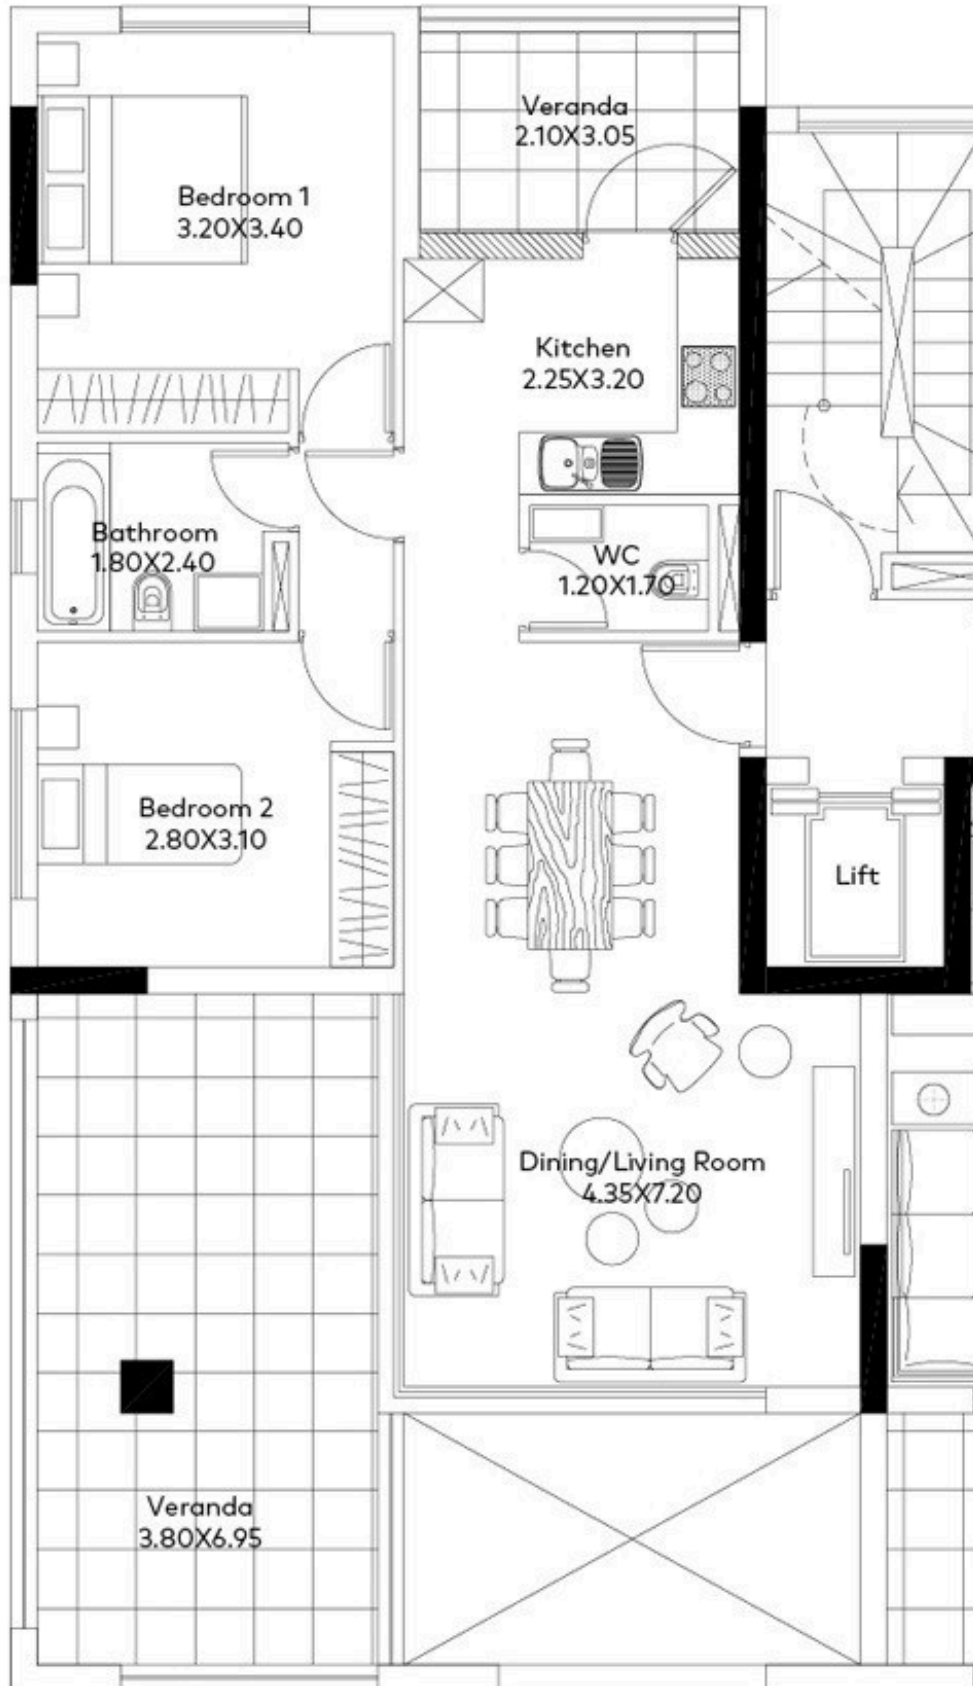 Veranda
2.10X3.05
Bedroom 1
3.20X3.40
Kitchen
2.25X3.20
Bathroom
1.80X2.40
WC
1.20X1.70
Bedroom 2
2.80X3.10
Lift
Dining/Living Room
4.35X7.20
Veranda
3.80X6.95